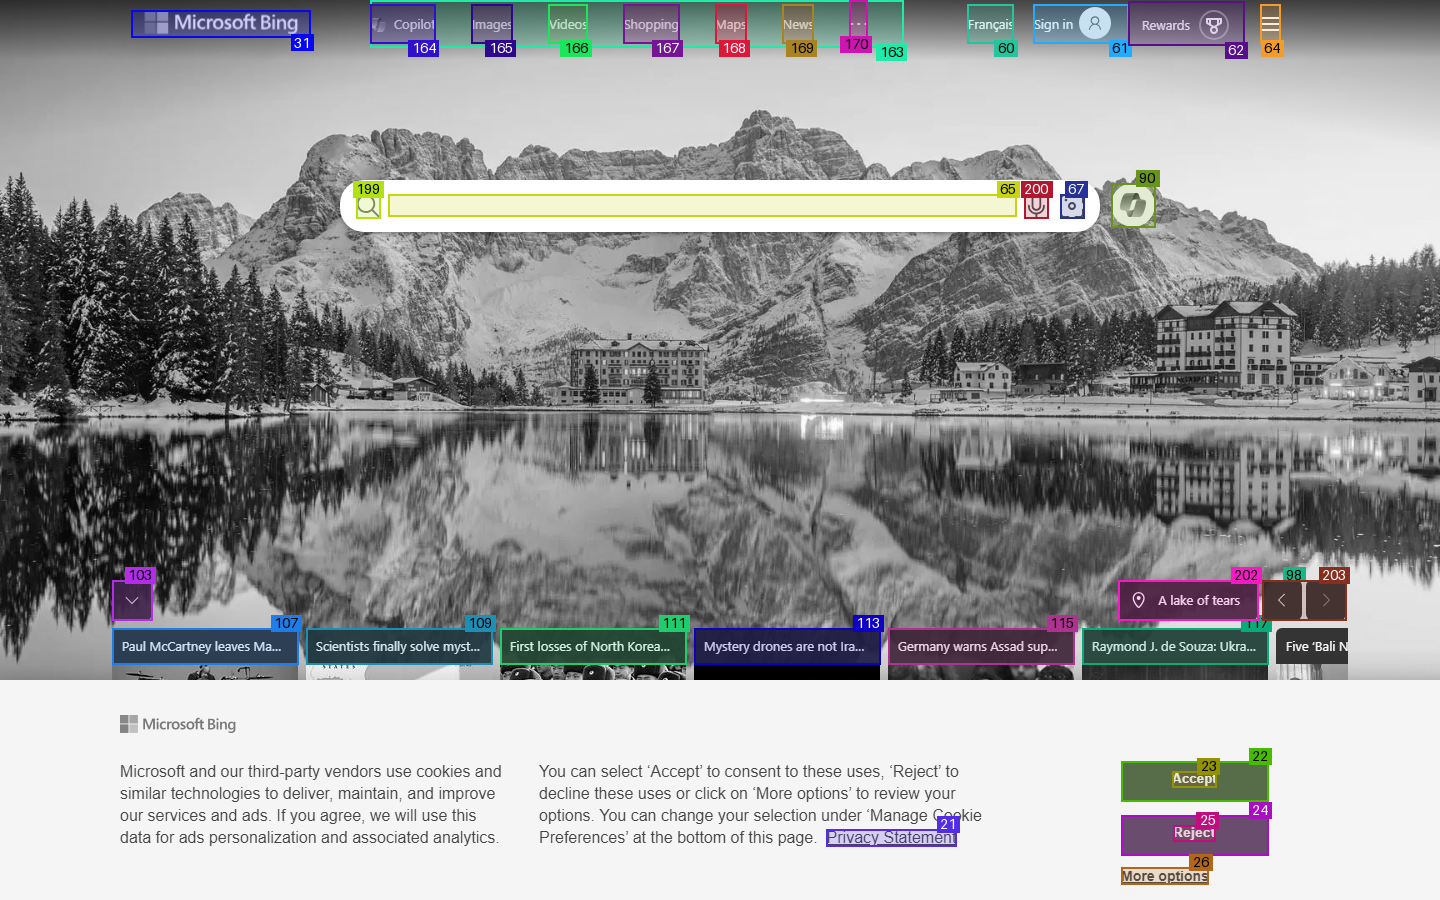 Microsoft Bing
Copilot
Images
Videos
Shopping
Maps
News
Français
Sign in
Rewards
31
164
165
166
167
168
169
170
163
60
61
62
64
199
65
200
67
90
103
202
98
203
A lake of tears
107
109
111
113
115
117
Paul McCartney leaves Ma...
Scientists finally solve myst...
First losses of North Korea...
Mystery drones are not Ira...
Germany warns Assad sup...
Raymond J. de Souza: Ukra...
Five ‘Bali N
STATES
Microsoft Bing
Microsoft and our third-party vendors use cookies and
similar technologies to deliver, maintain, and improve
our services and ads. If you agree, we will use this
data for ads personalization and associated analytics.
You can select ‘Accept’ to consent to these uses, ‘Reject’ to
decline these uses or click on ‘More options’ to review your
options. You can change your selection under ‘Manage Cookie
Preferences’ at the bottom of this page. Privacy Statement
21
22
23
Accept
24
25
Reject
26
More options